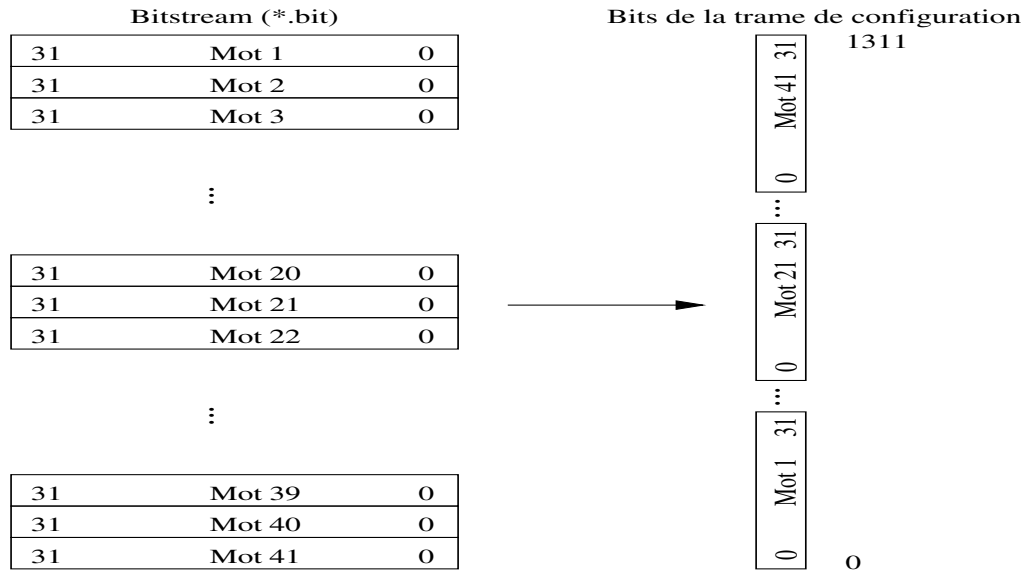 Bitstream (*.bit)
31 Mot 1 0
31 Mot 2 0
31 Mot 3 0
...
31 Mot 20 0
31 Mot 21 0
31 Mot 22 0
...
31 Mot 39 0
31 Mot 40 0
31 Mot 41 0
Bits de la trame de configuration
1311
0 Mot 41 31
...
0 Mot 21 31
...
0 Mot 1 31
0